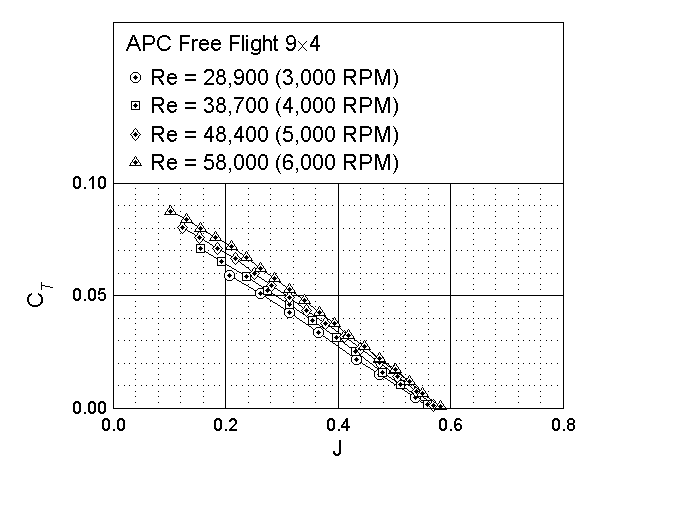 APC Free Flight 9×4
Re = 28,900 (3,000 RPM)
Re = 38,700 (4,000 RPM)
Re = 48,400 (5,000 RPM)
Re = 58,000 (6,000 RPM)
0.10
0.05
0.00
C_T
0.0 0.2 0.4 0.6 0.8
J